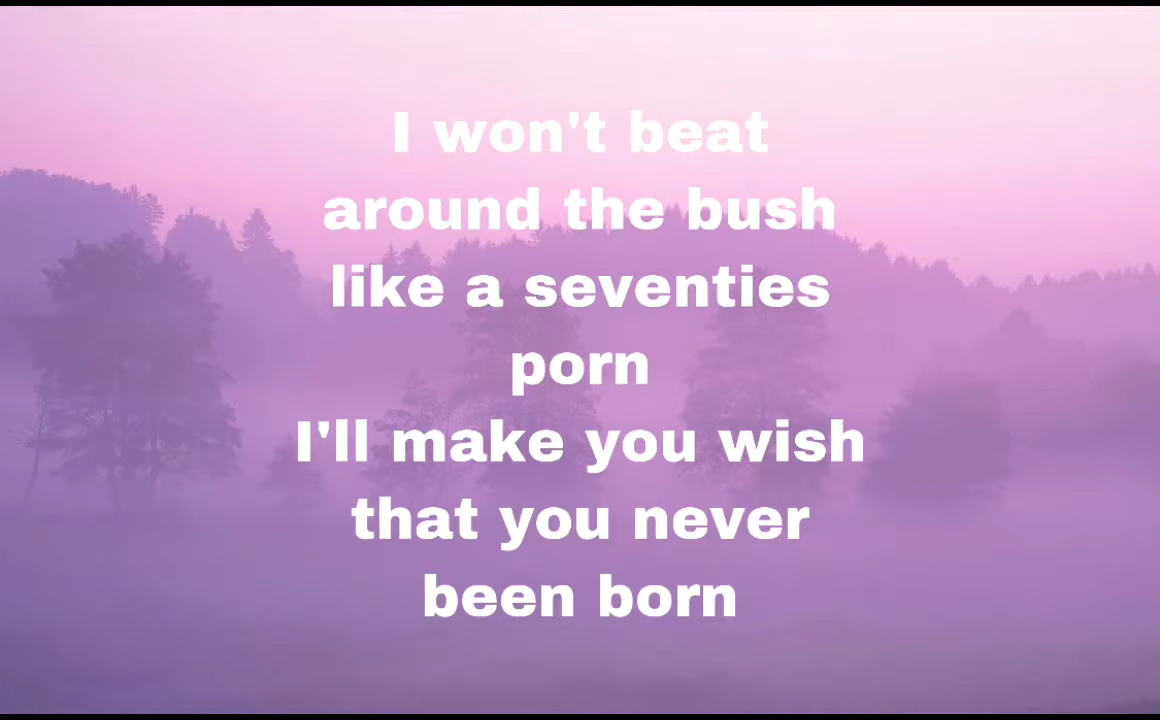 I won't beat
around the bush
like a seventies
porn
I'll make you wish
that you never
been born